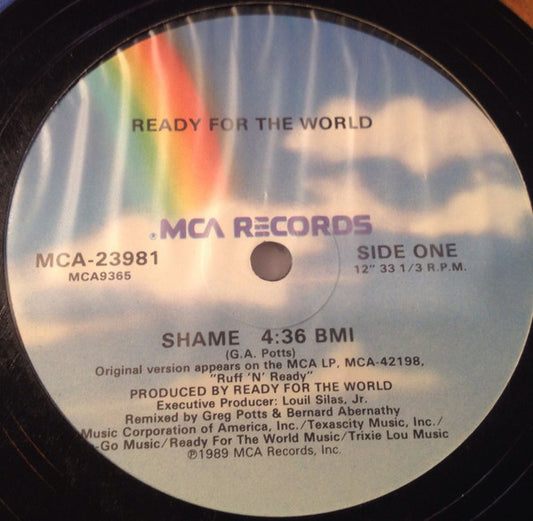 READY FOR THE WORLD
®MCA RECORDS
MCA-23981
MCA9365
SIDE ONE
12" 33 1/3 R.P.M.
SHAME 4:36 BMI
(G.A. Potts)
Original version appears on the MCA LP, MCA-42198,
"Ruff 'N' Ready"
PRODUCED BY READY FOR THE WORLD
Executive Producer: Louil Silas, Jr.
Remixed by Greg Potts & Bernard Abernathy
Music Corporation of America, Inc./Texascity Music, Inc./
-Go Music/Ready For The World Music/Trixie Lou Music
℗1989 MCA Records, Inc.